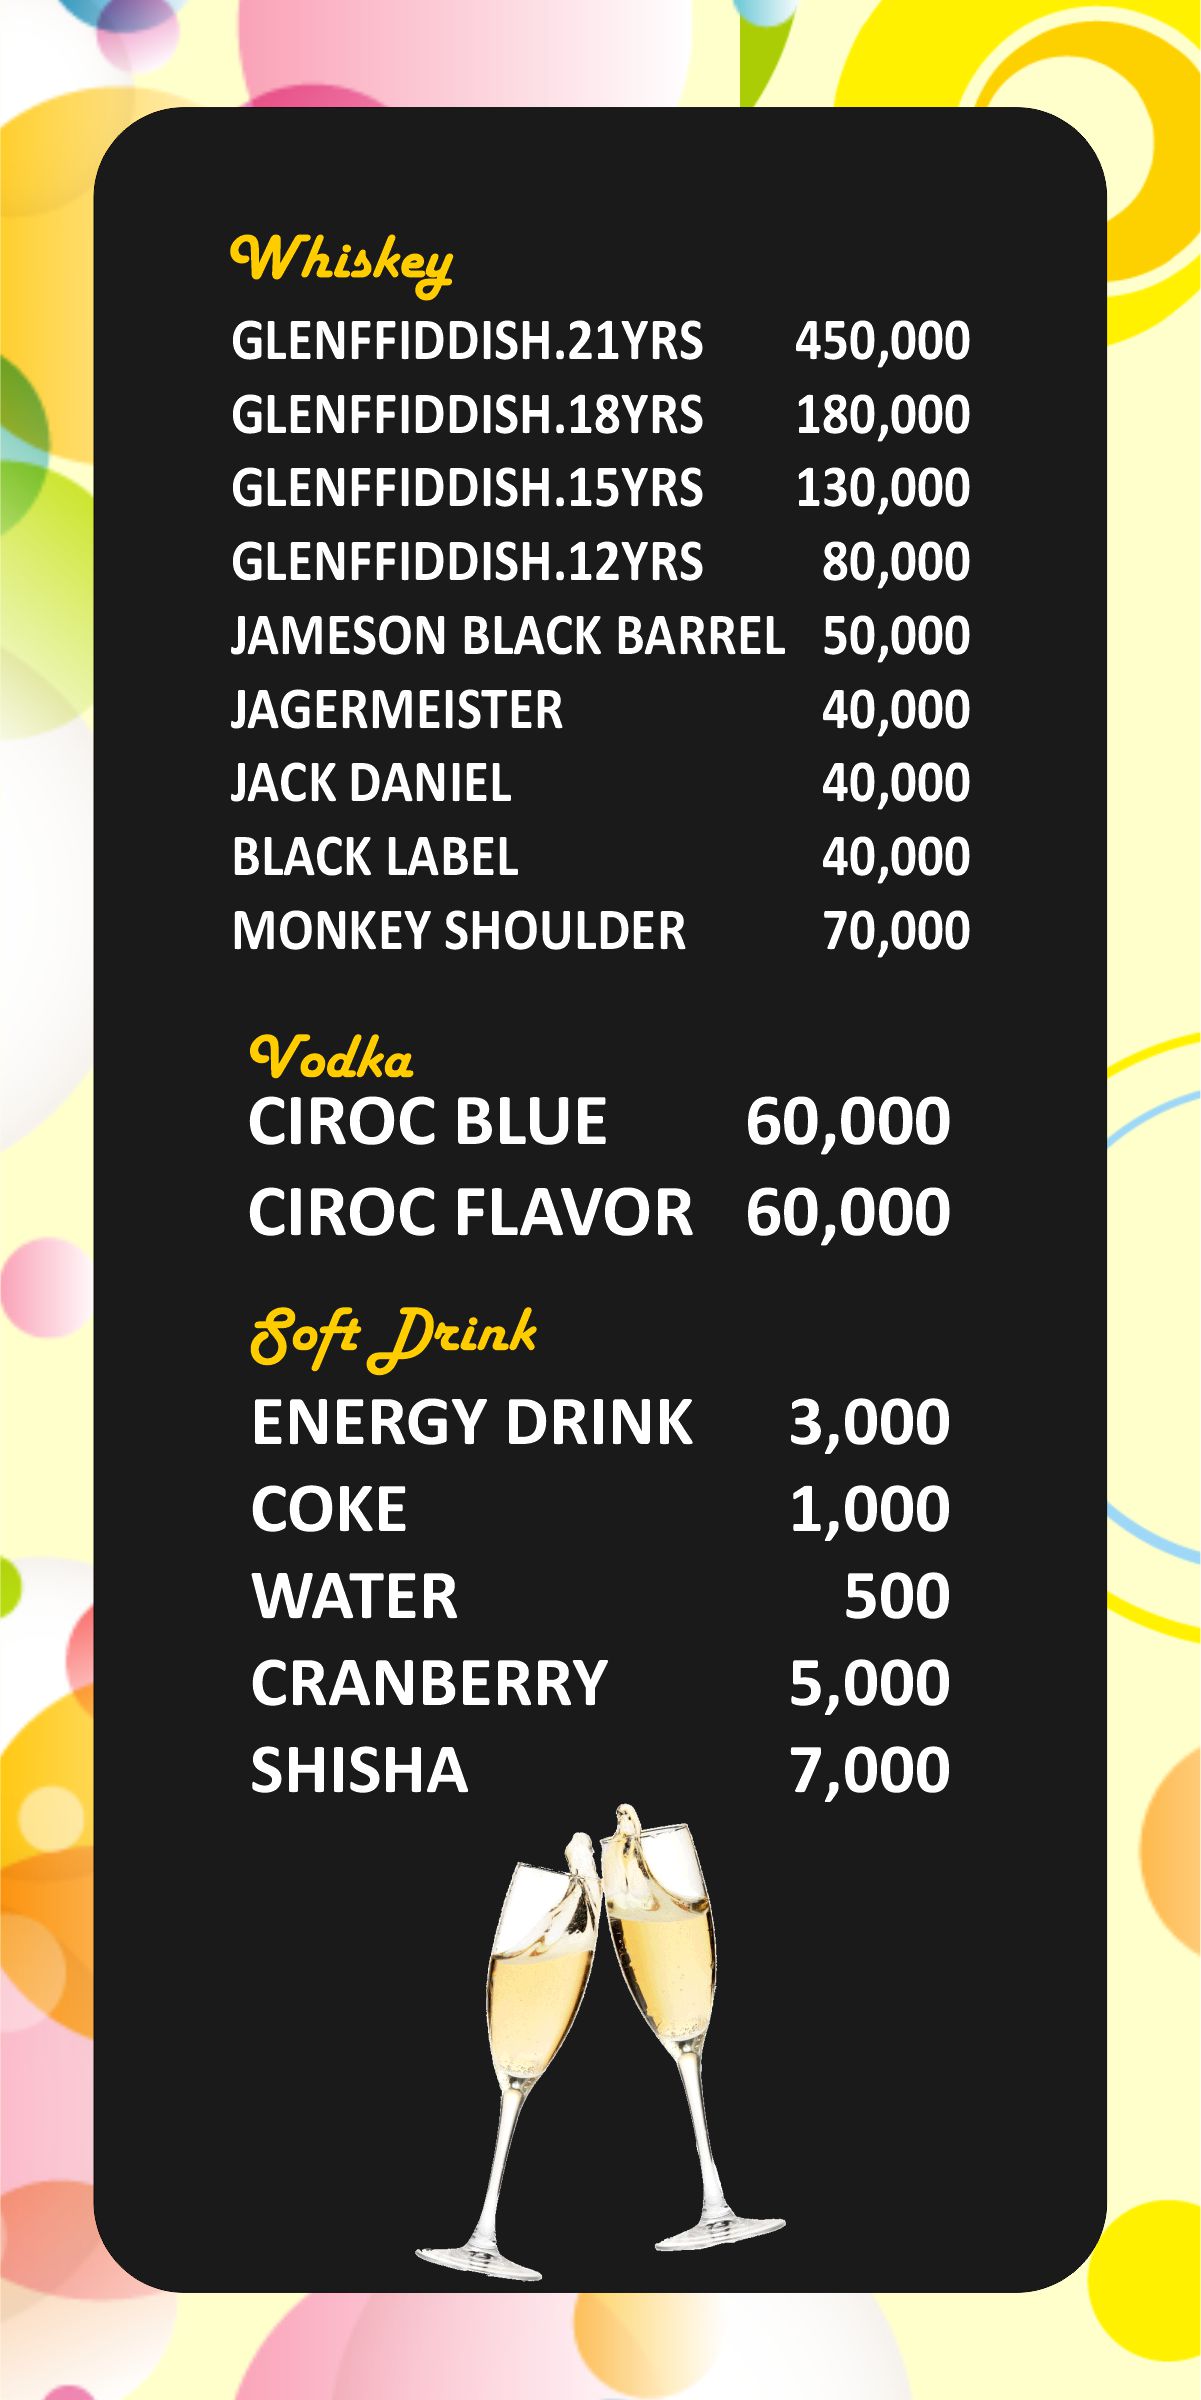 Whiskey
GLENFFIDDISH.21YRS 450,000
GLENFFIDDISH.18YRS 180,000
GLENFFIDDISH.15YRS 130,000
GLENFFIDDISH.12YRS 80,000
JAMESON BLACK BARREL 50,000
JAGERMEISTER 40,000
JACK DANIEL 40,000
BLACK LABEL 40,000
MONKEY SHOULDER 70,000
Vodka
CIROC BLUE 60,000
CIROC FLAVOR 60,000
Soft Drink
ENERGY DRINK 3,000
COKE 1,000
WATER 500
CRANBERRY 5,000
SHISHA 7,000